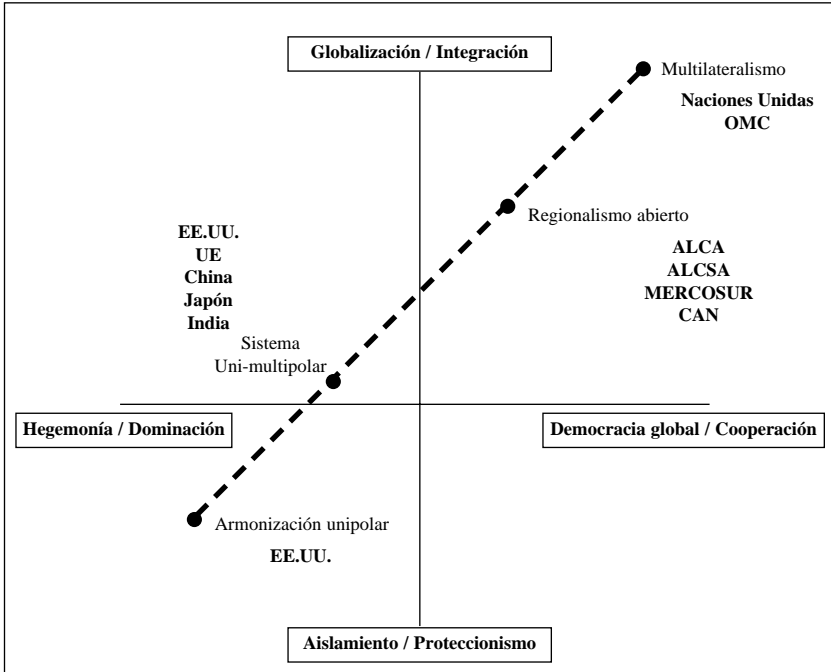 Globalización / Integración
Multilateralismo
Naciones Unidas
OMC
Regionalismo abierto
ALCA
ALCSA
MERCOSUR
CAN
EE.UU.
UE
China
Japón
India
Sistema
Uni-multipolar
Hegemonía / Dominación
Democracia global / Cooperación
Armonización unipolar
EE.UU.
Aislamiento / Proteccionismo